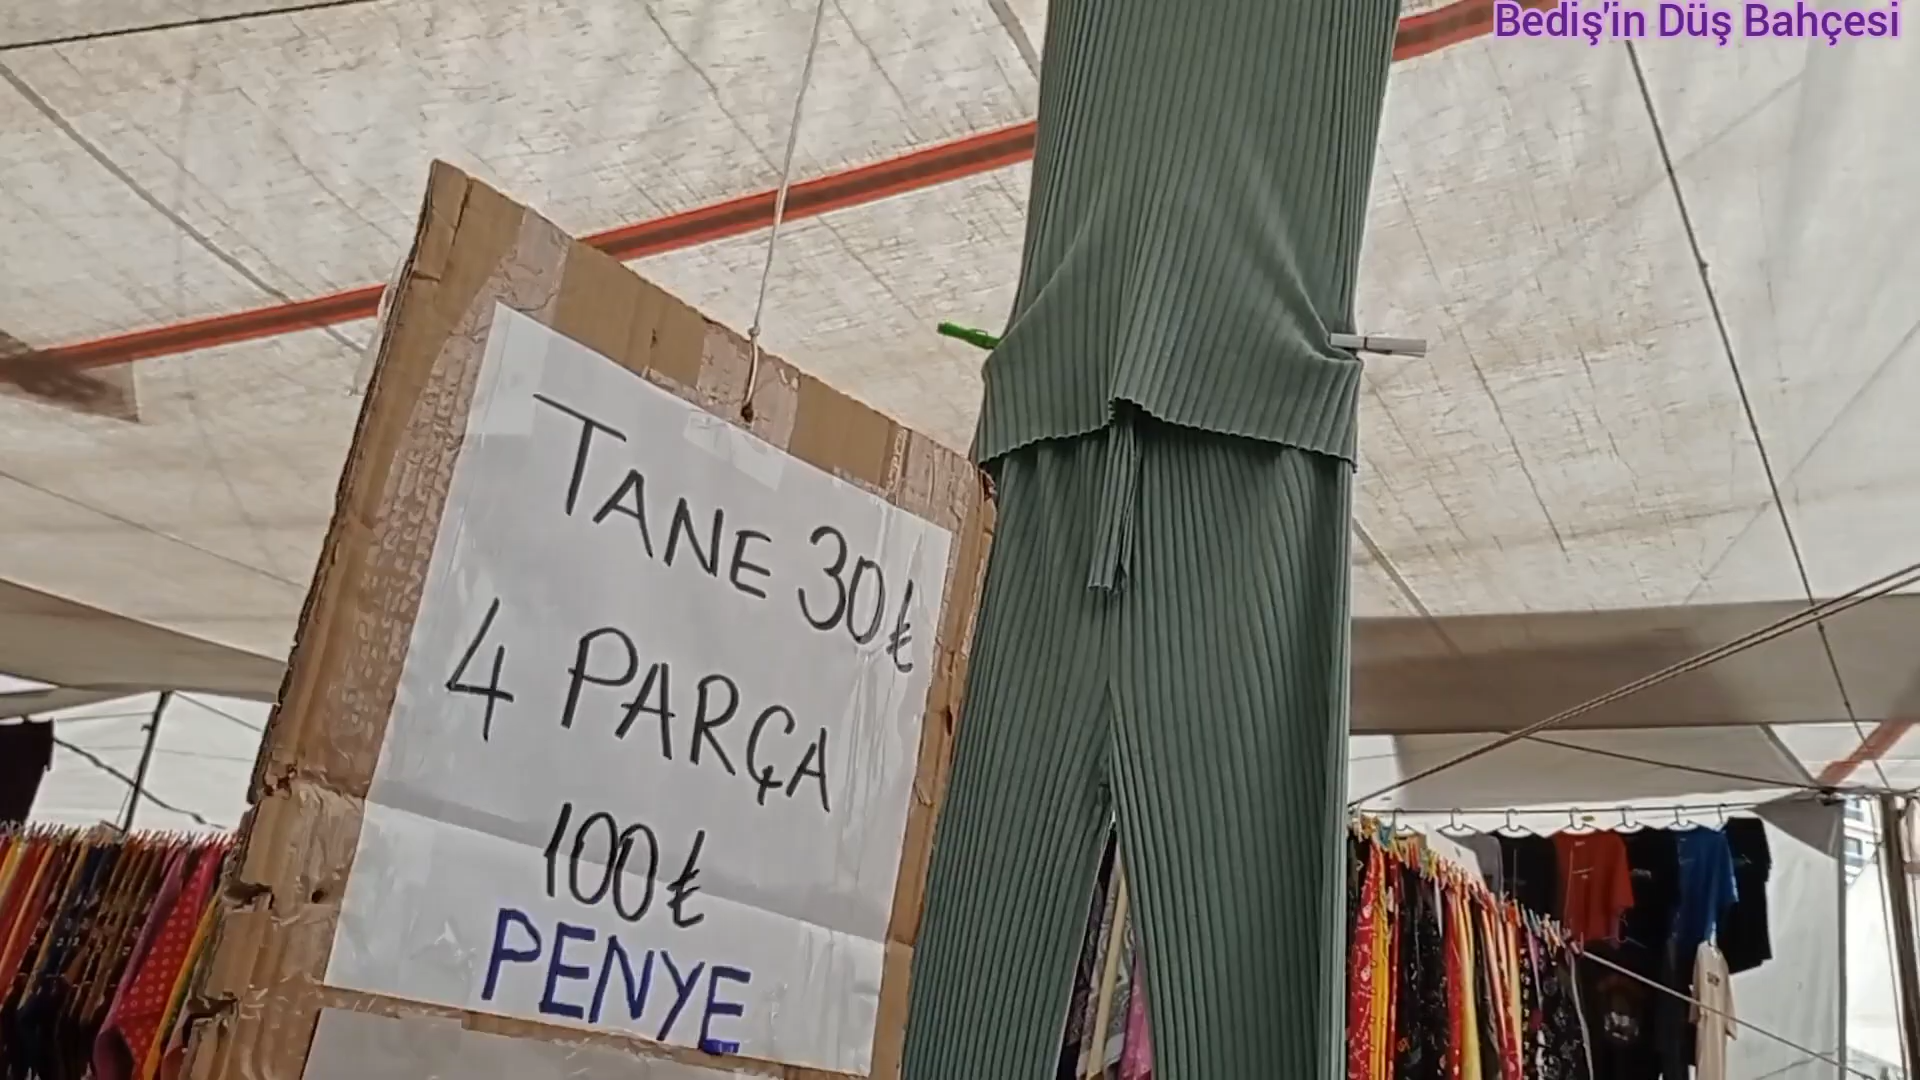 Bediş'in Düş Bahçesi
TANE 30₺
4 PARÇA
100₺
PENYE